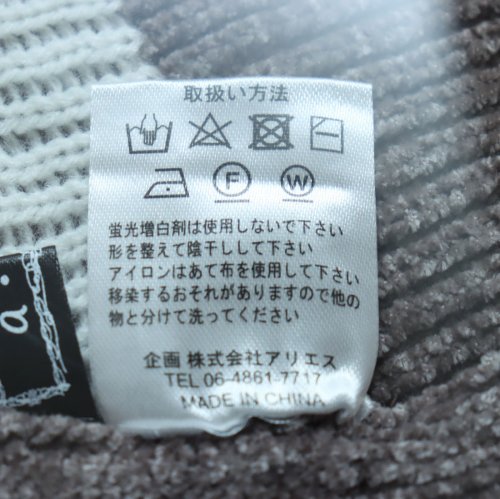 取扱い方法
F W
蛍光増白剤は使用しないで下さい
形を整えて陰干しして下さい
アイロンはあて布を使用して下さい
移染するおそれがありますので他の
物と分けて洗ってください
企画 株式会社アリエス
TEL 06-4861-7717
MADE IN CHINA
a.